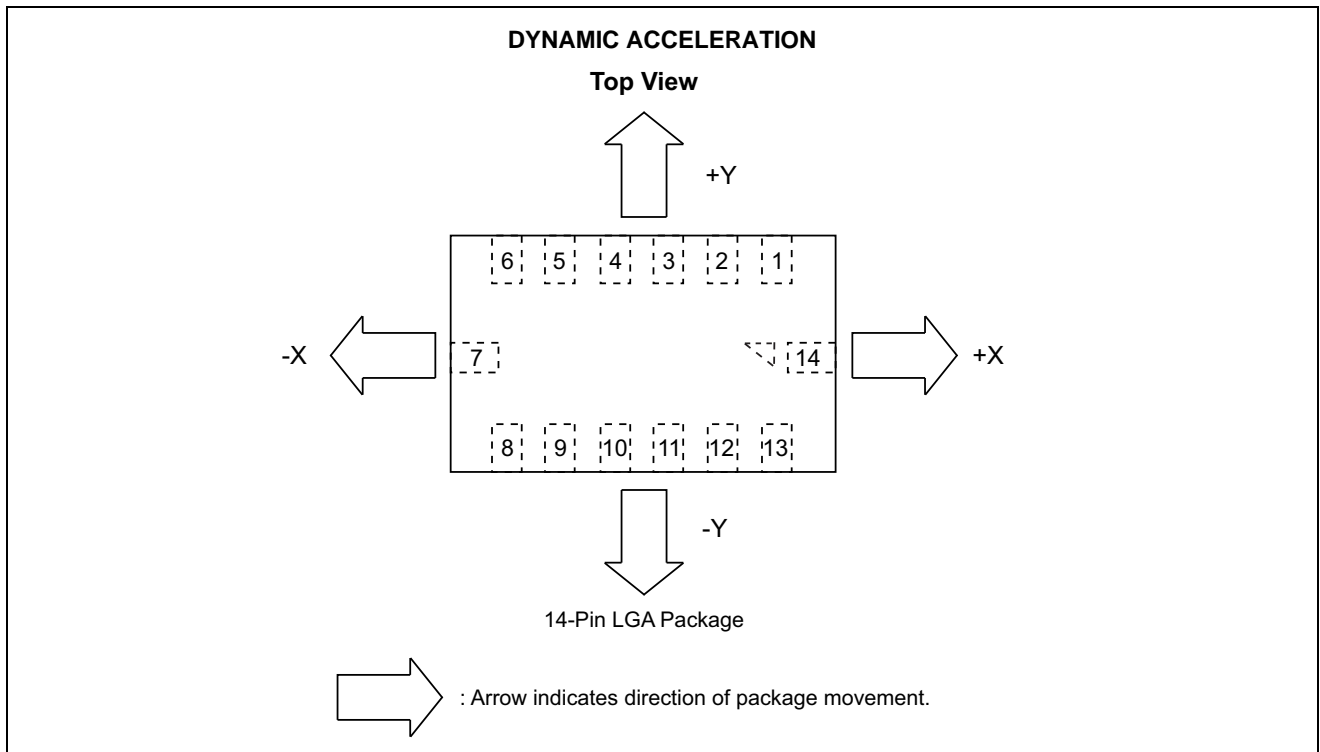 DYNAMIC ACCELERATION
Top View
+Y
6 5 4 3 2 1
-X 7 14 +X
8 9 10 11 12 13
-Y
14-Pin LGA Package
: Arrow indicates direction of package movement.